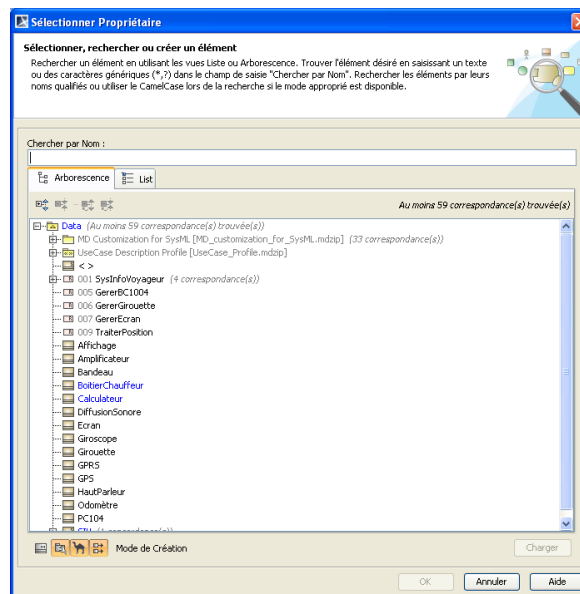 Sélectionner Propriétaire
Sélectionner, rechercher ou créer un élément
Rechercher un élément en utilisant les vues Liste ou Arborescence. Trouver l'élément désiré en saisissant un texte
ou des caractères génériques (*,?) dans le champ de saisie "Chercher par Nom". Rechercher les éléments par leurs
noms qualifiés ou utiliser le CamelCase lors de la recherche si le mode approprié est disponible.
Chercher par Nom :
Arborescence List
Au moins 59 correspondance(s) trouvée(s)
Data (Au moins 59 correspondance(s) trouvée(s))
MD Customization for SysML [MD_customization_for_SysML.mdzip] (33 correspondance(s))
UseCase Description Profile [UseCase_Profile.mdzip]
< >
001 SysInfoVoyageur (4 correspondance(s))
005 GererBC1004
006 GererGirouette
007 GererEcran
009 TraiterPosition
Affichage
Amplificateur
Bandeau
BoitierChauffeur
Calculateur
DiffusionSonore
Ecran
Giroscope
Girouette
GPRS
GPS
HautParleur
Odomètre
PC104
Mode de Création Charger
OK Annuler Aide